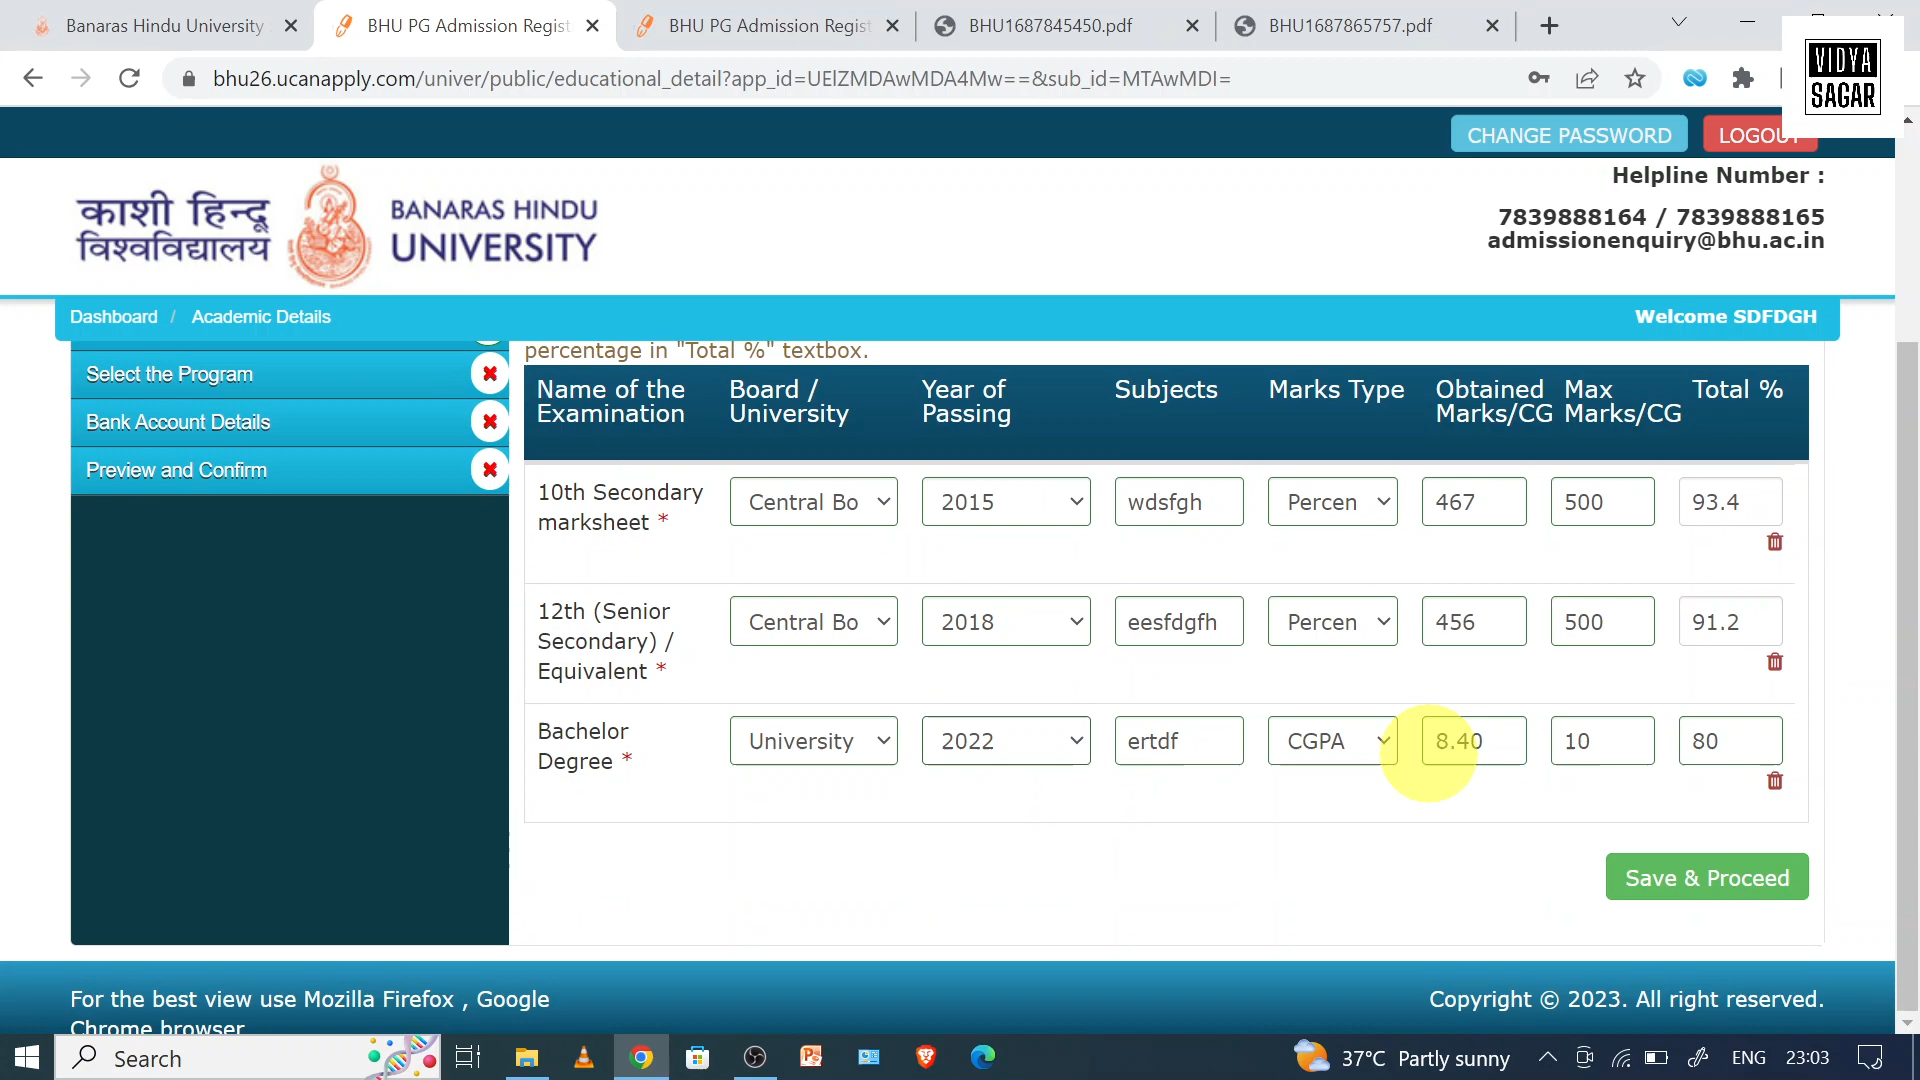 Banaras Hindu University
BHU PG Admission Regist
BHU PG Admission Regist
BHU1687845450.pdf
BHU1687865757.pdf
bhu26.ucanapply.com/univer/public/educational_detail?app_id=UElZMDAwMDA4Mw==&sub_id=MTAwMDI=
VIDYA
SAGAR
CHANGE PASSWORD
LOGOUT
काशी हिन्दू
विश्वविद्यालय
BANARAS HINDU
UNIVERSITY
Helpline Number :
7839888164 / 7839888165
admissionenquiry@bhu.ac.in
Dashboard / Academic Details
Welcome SDFDGH
Select the Program
Bank Account Details
Preview and Confirm
percentage in "Total %" textbox.
Name of the Examination Board / University Year of Passing Subjects Marks Type Obtained Marks/CG Max Marks/CG Total %
10th Secondary marksheet * Central Bo 2015 wdsfgh Percen 467 500 93.4
12th (Senior Secondary) / Equivalent * Central Bo 2018 eesfdgfh Percen 456 500 91.2
Bachelor Degree * University 2022 ertdf CGPA 8.40 10 80
Save & Proceed
For the best view use Mozilla Firefox , Google
Chrome browser
Copyright © 2023. All right reserved.
Search
37°C Partly sunny
ENG
23:03